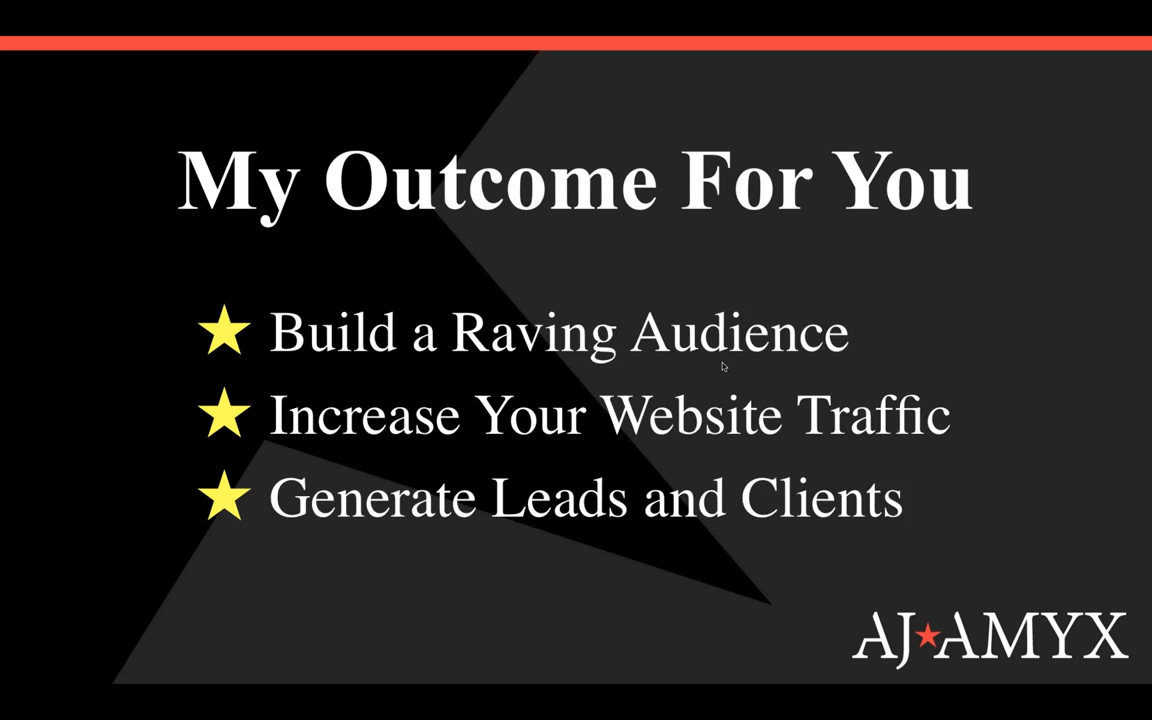 My Outcome For You
Build a Raving Audience
Increase Your Website Traffic
Generate Leads and Clients
AJ★AMYX